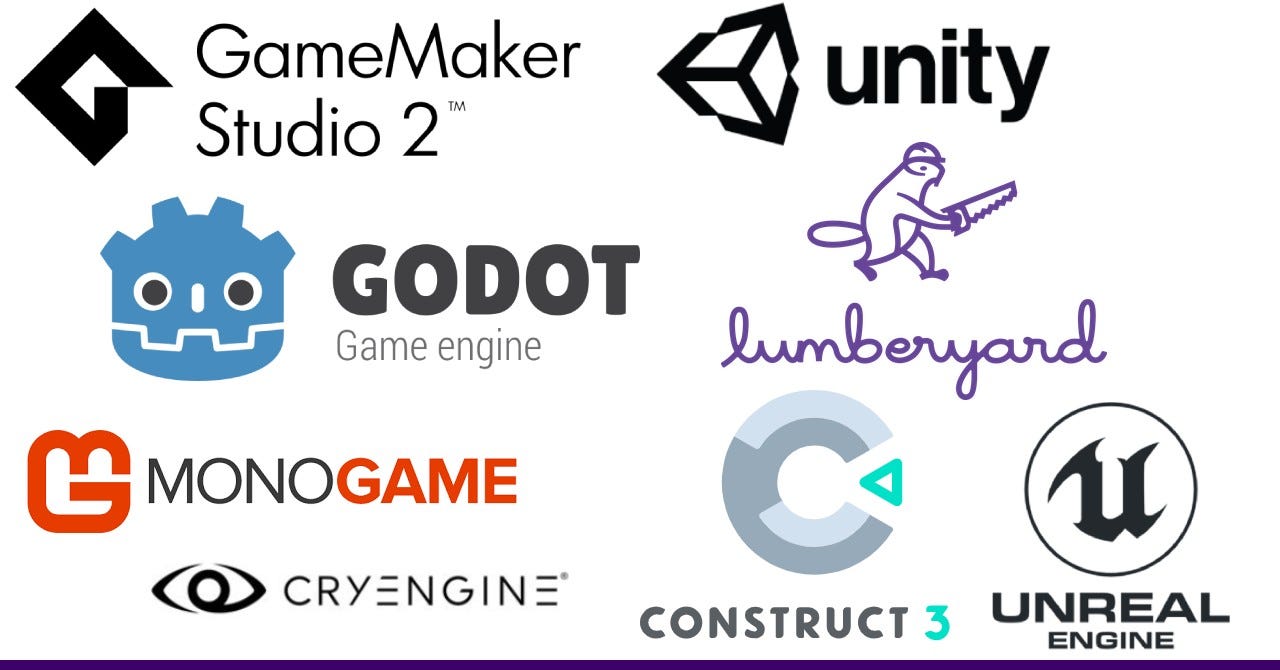 GameMaker
Studio 2™
unity
GODOT
Game engine
lumberyard
MONOGAME
CRYENGINE®
CONSTRUCT 3
UNREAL
ENGINE